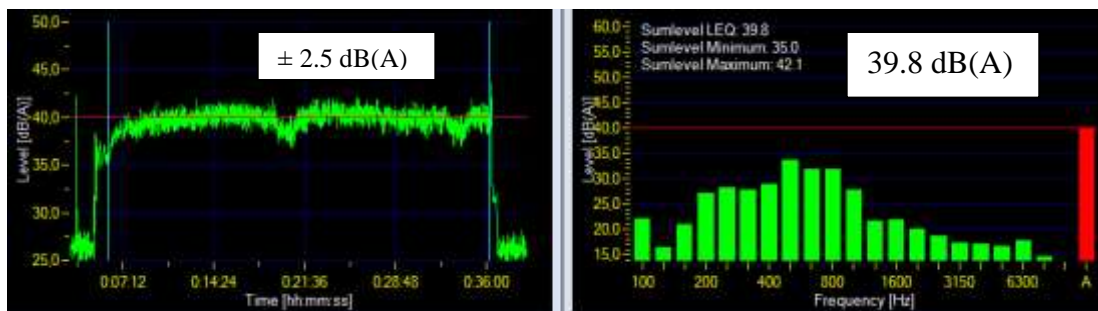 50.0
45.0
40.0
35.0
30.0
25.0
Level [dB(A)]
± 2.5 dB(A)
0:07:12 0:14:24 0:21:36 0:28:48 0:36:00
Time [hh:mm:ss]
60.0
55.0
50.0
45.0
40.0
35.0
30.0
25.0
20.0
15.0
Level [dB(A)]
Sumlevel LEQ: 39.8
Sumlevel Minimum: 35.0
Sumlevel Maximum: 42.1
39.8 dB(A)
100 200 400 800 1600 3150 6300 A
Frequency [Hz]